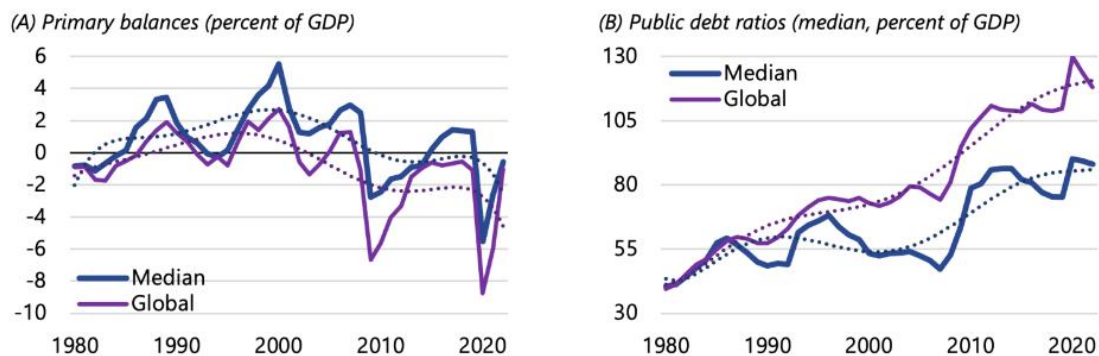 (A) Primary balances (percent of GDP)
6
4
2
0
-2
-4
-6
-8
-10
Median
Global
1980 1990 2000 2010 2020
(B) Public debt ratios (median, percent of GDP)
130
105
80
55
30
Median
Global
1980 1990 2000 2010 2020